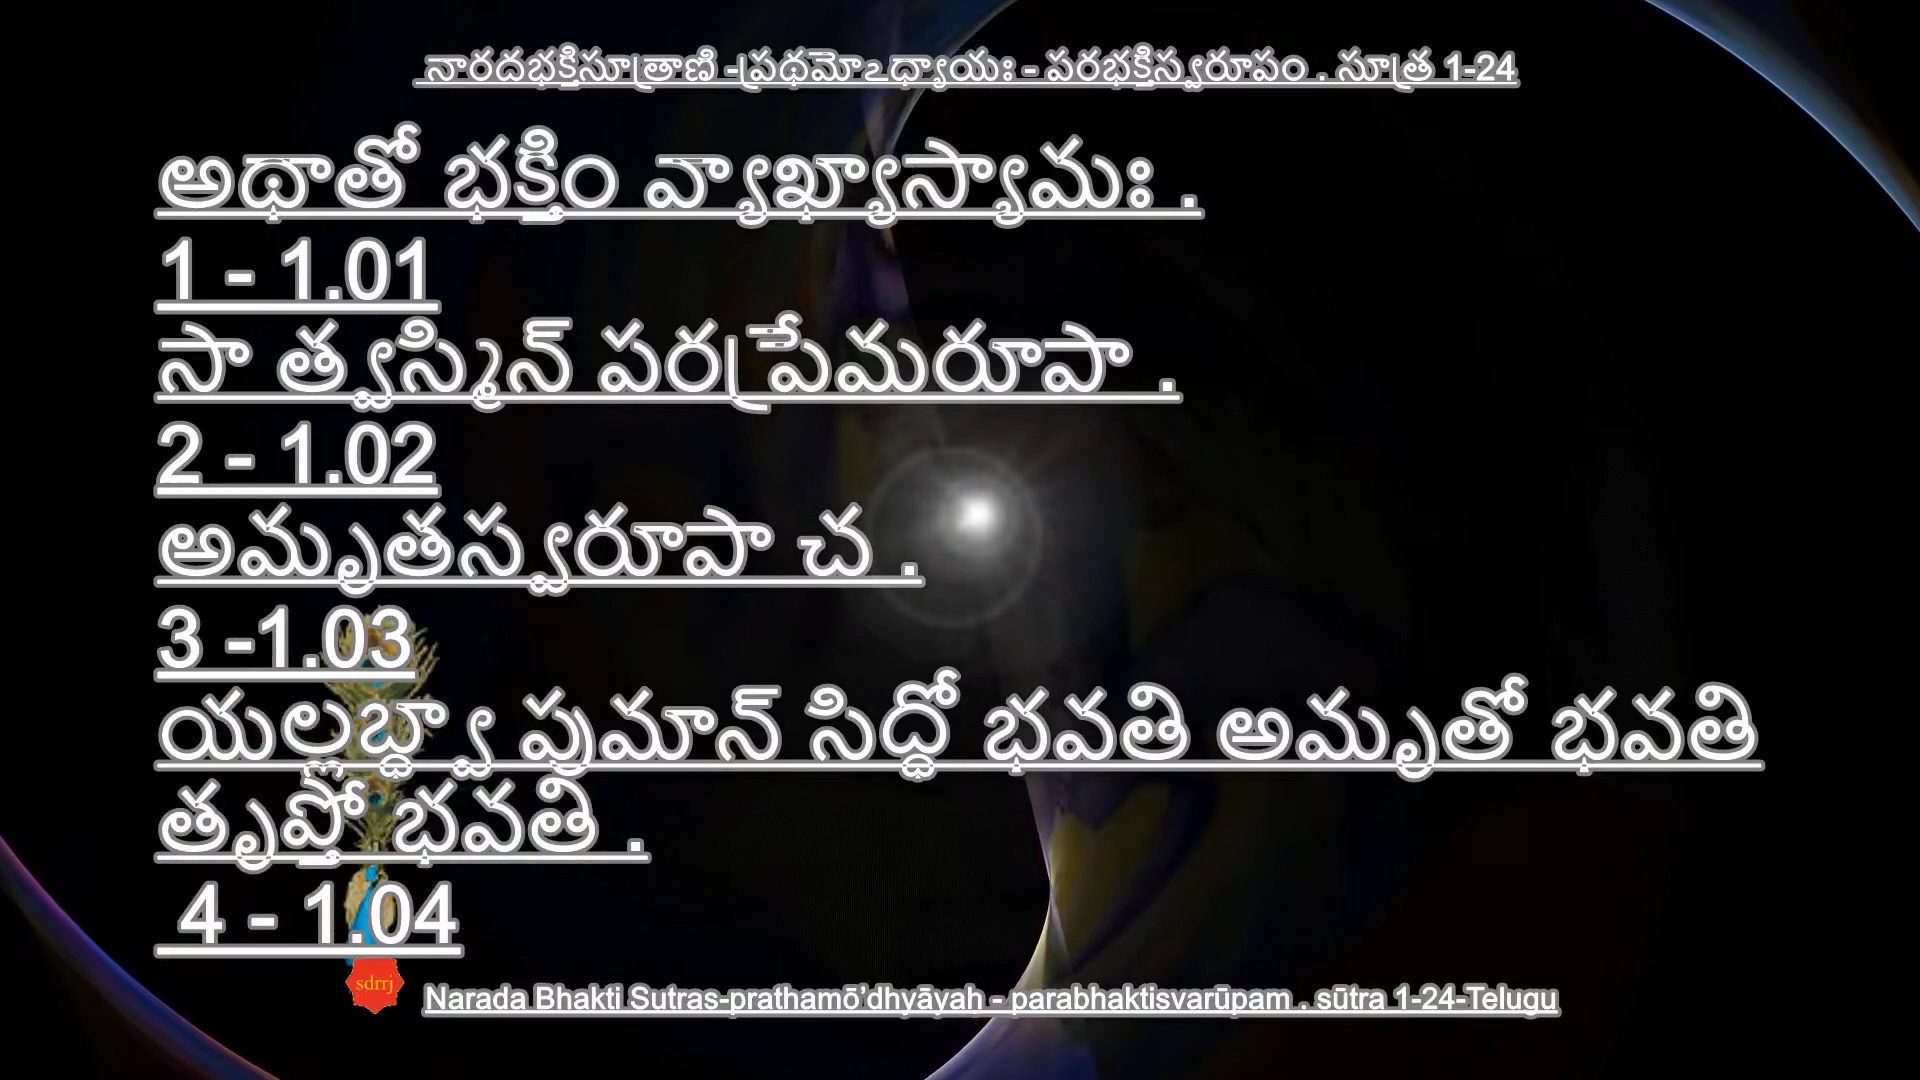 నారదభక్తిసూత్రాణి -ప్రథమోఽధ్యాయః - పరభక్తిస్వరూపం . సూత్ర 1-24
అథాతో భక్తిం వ్యాఖ్యాస్యామః .
1 - 1.01
సా త్వస్మిన్ పరప్రేమరూపా .
2 - 1.02
అమృతస్వరూపా చ .
3 -1.03
యల్లబ్ధ్వా పుమాన్ సిద్ధో భవతి అమృతో భవతి
తృప్తో భవతి .
4 - 1.04
sdrrj
Narada Bhakti Sutras-prathamō’dhyāyaḥ - parabhaktisvarūpam . sūtra 1-24-Telugu